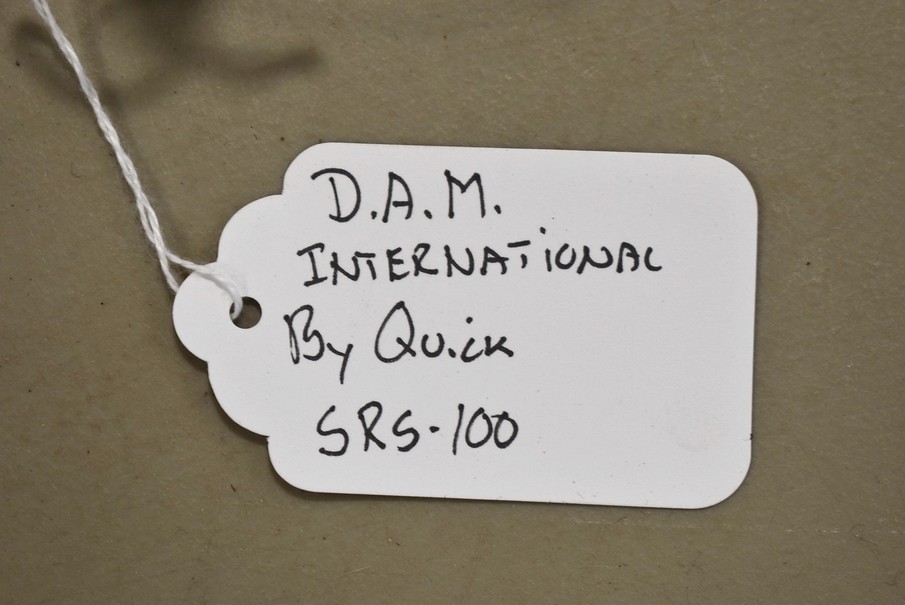 D.A.M.
INTERNATiONAL
By Quick
SRS-100